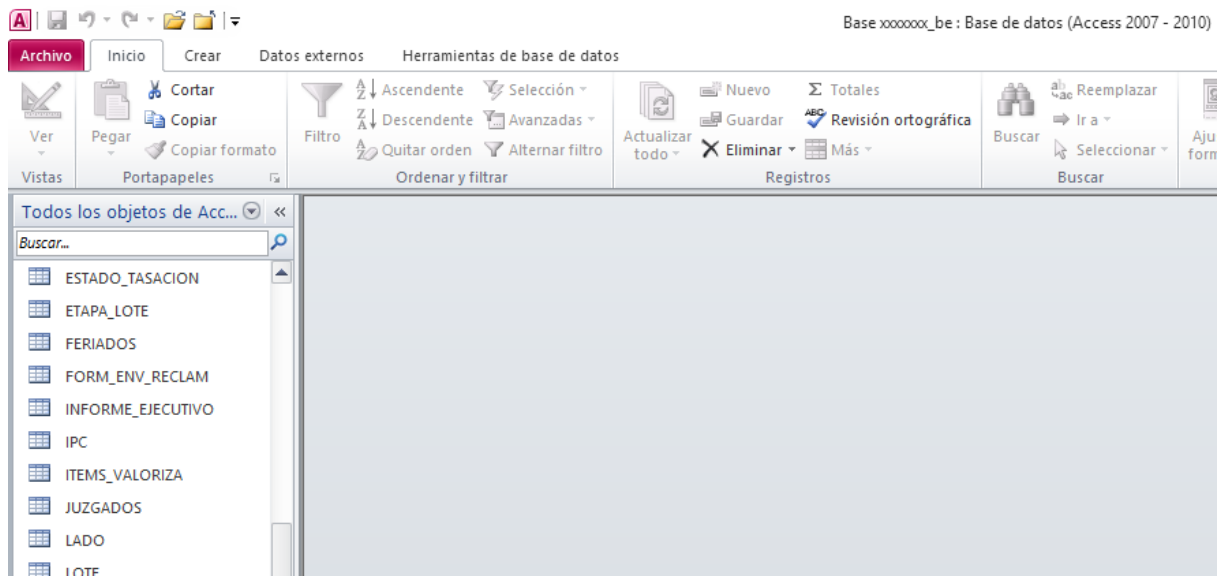 Base xxxxxxx_be : Base de datos (Access 2007 - 2010)
Archivo Inicio Crear Datos externos Herramientas de base de datos
Ver
Vistas
Pegar
Cortar
Copiar
Copiar formato
Portapapeles
Filtro
Ascendente
Descendente
Quitar orden
Selección
Avanzadas
Alternar filtro
Ordenar y filtrar
Actualizar
todo
Nuevo
Guardar
Eliminar
Totales
Revisión ortográfica
Más
Registros
Buscar
Reemplazar
Ir a
Seleccionar
Buscar
Todos los objetos de Acc...
Buscar...
ESTADO_TASACION
ETAPA_LOTE
FERIADOS
FORM_ENV_RECLAM
INFORME_EJECUTIVO
IPC
ITEMS_VALORIZA
JUZGADOS
LADO
LOTE